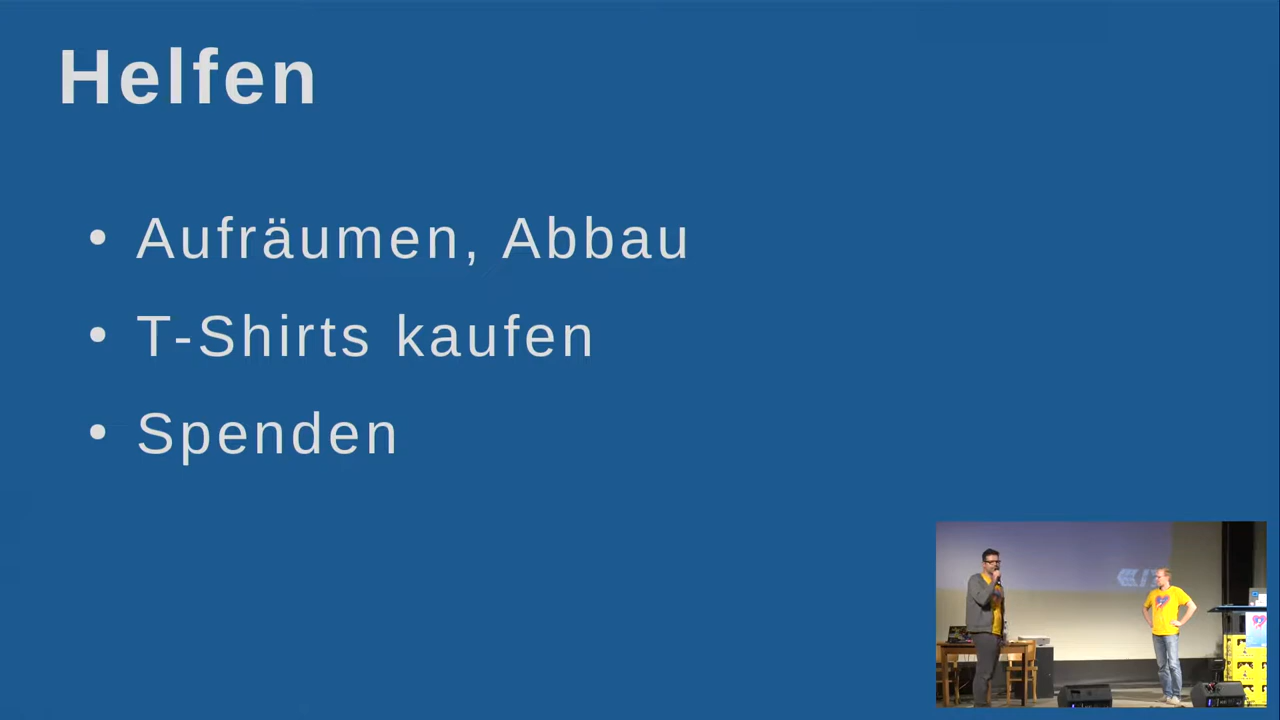 Helfen
• Aufräumen, Abbau
• T-Shirts kaufen
• Spenden